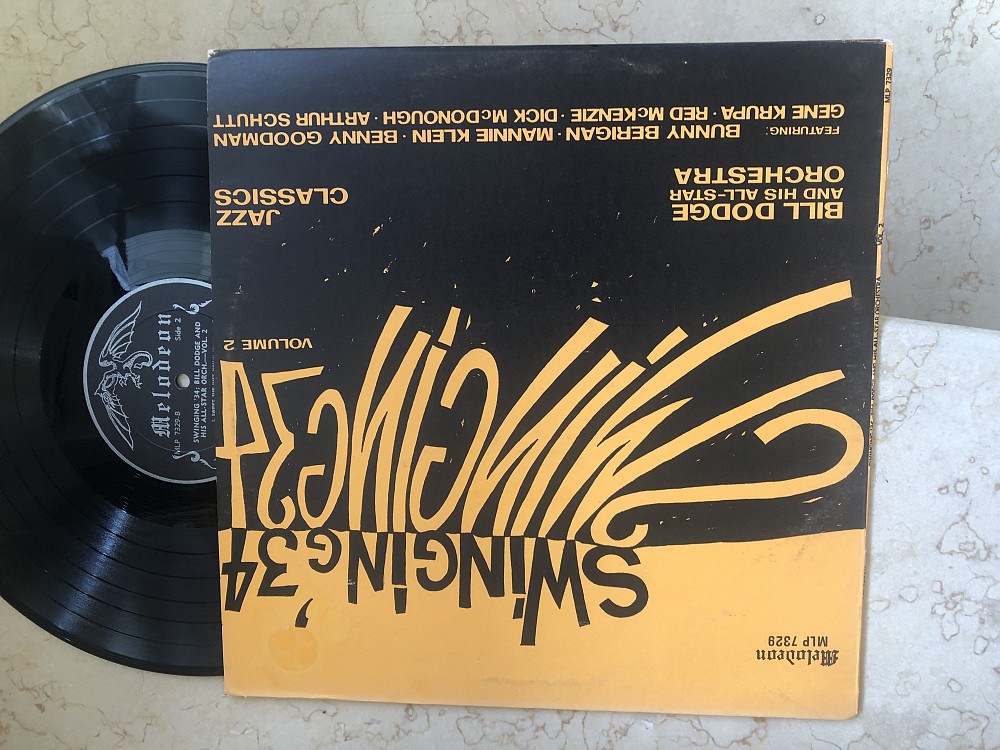 Melodeon
MLP 7329
SWiNGiNG '34
Swinging 34
VOLUME 2
BILL DODGE
AND HIS ALL-STAR
ORCHESTRA
JAZZ
CLASSICS
FEATURING: BUNNY BERIGAN · MANNIE KLEIN · BENNY GOODMAN
GENE KRUPA · RED McKENZIE · DICK McDONOUGH · ARTHUR SCHUTT
MLP 7329
VOL. 2
Melodeon
Side 2
MLP 7329-B
SWINGING '34: BILL DODGE AND
HIS ALL-STAR ORCH.—VOL. 2